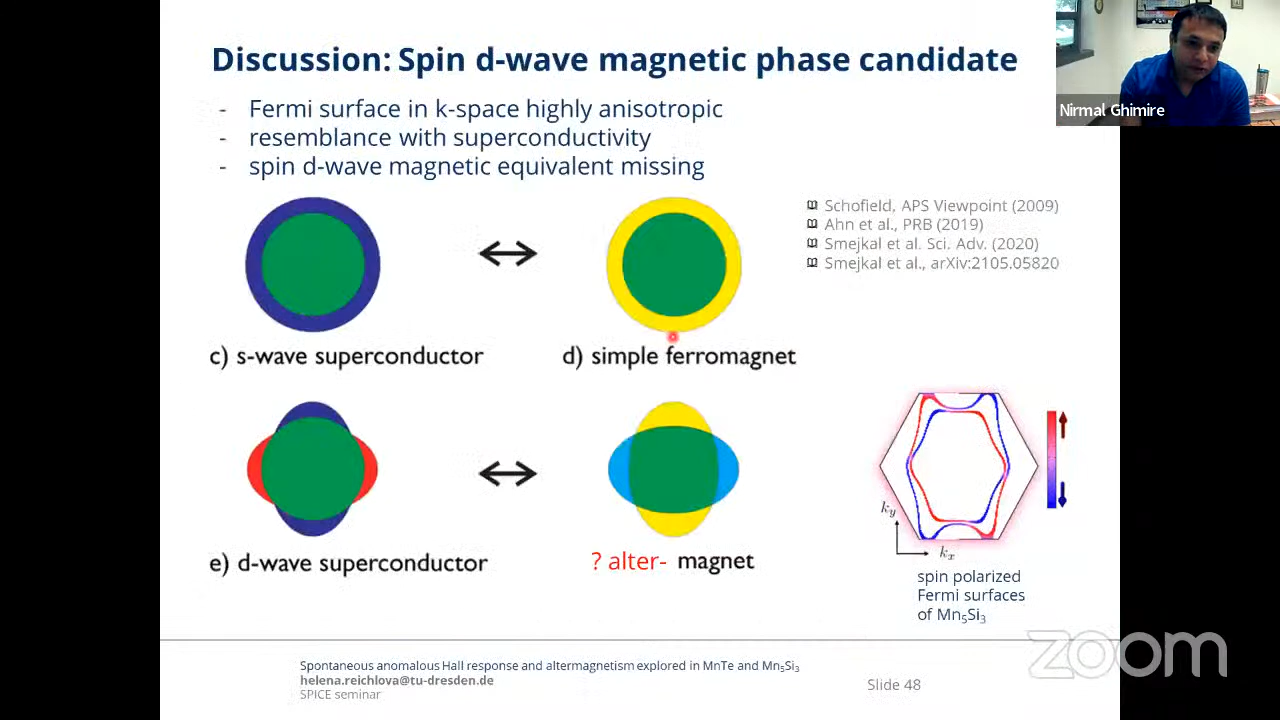 Discussion: Spin d-wave magnetic phase candidate
- Fermi surface in k-space highly anisotropic
- resemblance with superconductivity
- spin d-wave magnetic equivalent missing
Nirmal Ghimire
Schofield, APS Viewpoint (2009)
Ahn et al., PRB (2019)
Smejkal et al. Sci. Adv. (2020)
Smejkal et al., arXiv:2105.05820
c) s-wave superconductor
d) simple ferromagnet
e) d-wave superconductor
? alter- magnet
k_y
k_x
spin polarized
Fermi surfaces
of Mn₅Si₃
Spontaneous anomalous Hall response and altermagnetism explored in MnTe and Mn₅Si₃
helena.reichlova@tu-dresden.de
SPICE seminar
Slide 48
zoom